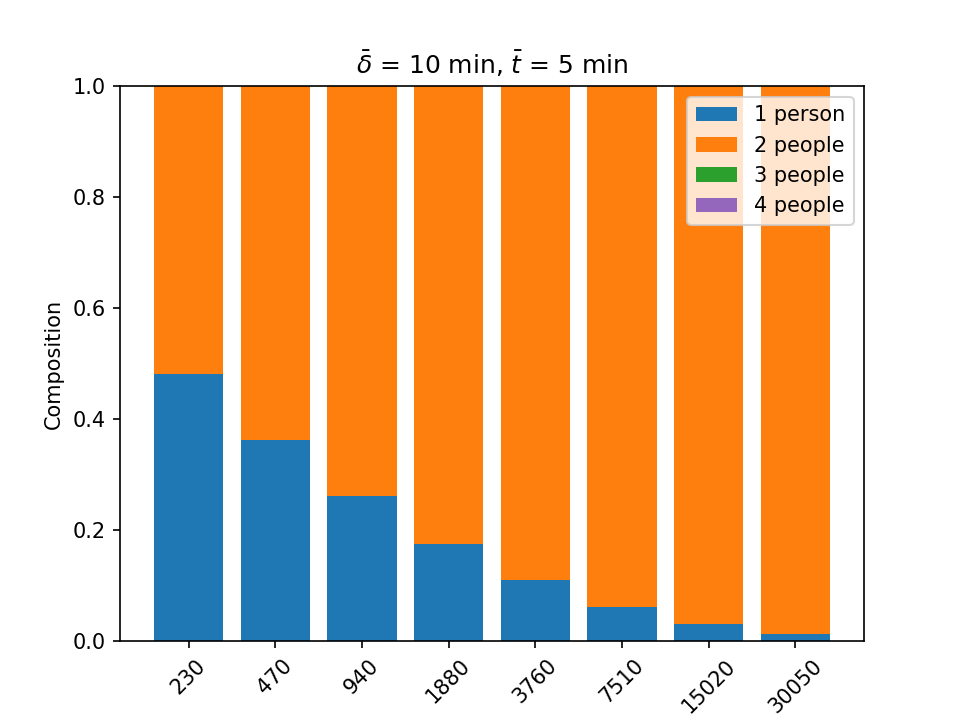 δ̄ = 10 min, t̄ = 5 min
1.0
0.8
0.6
0.4
0.2
0.0
Composition
1 person
2 people
3 people
4 people
230
470
940
1880
3760
7510
15020
30050